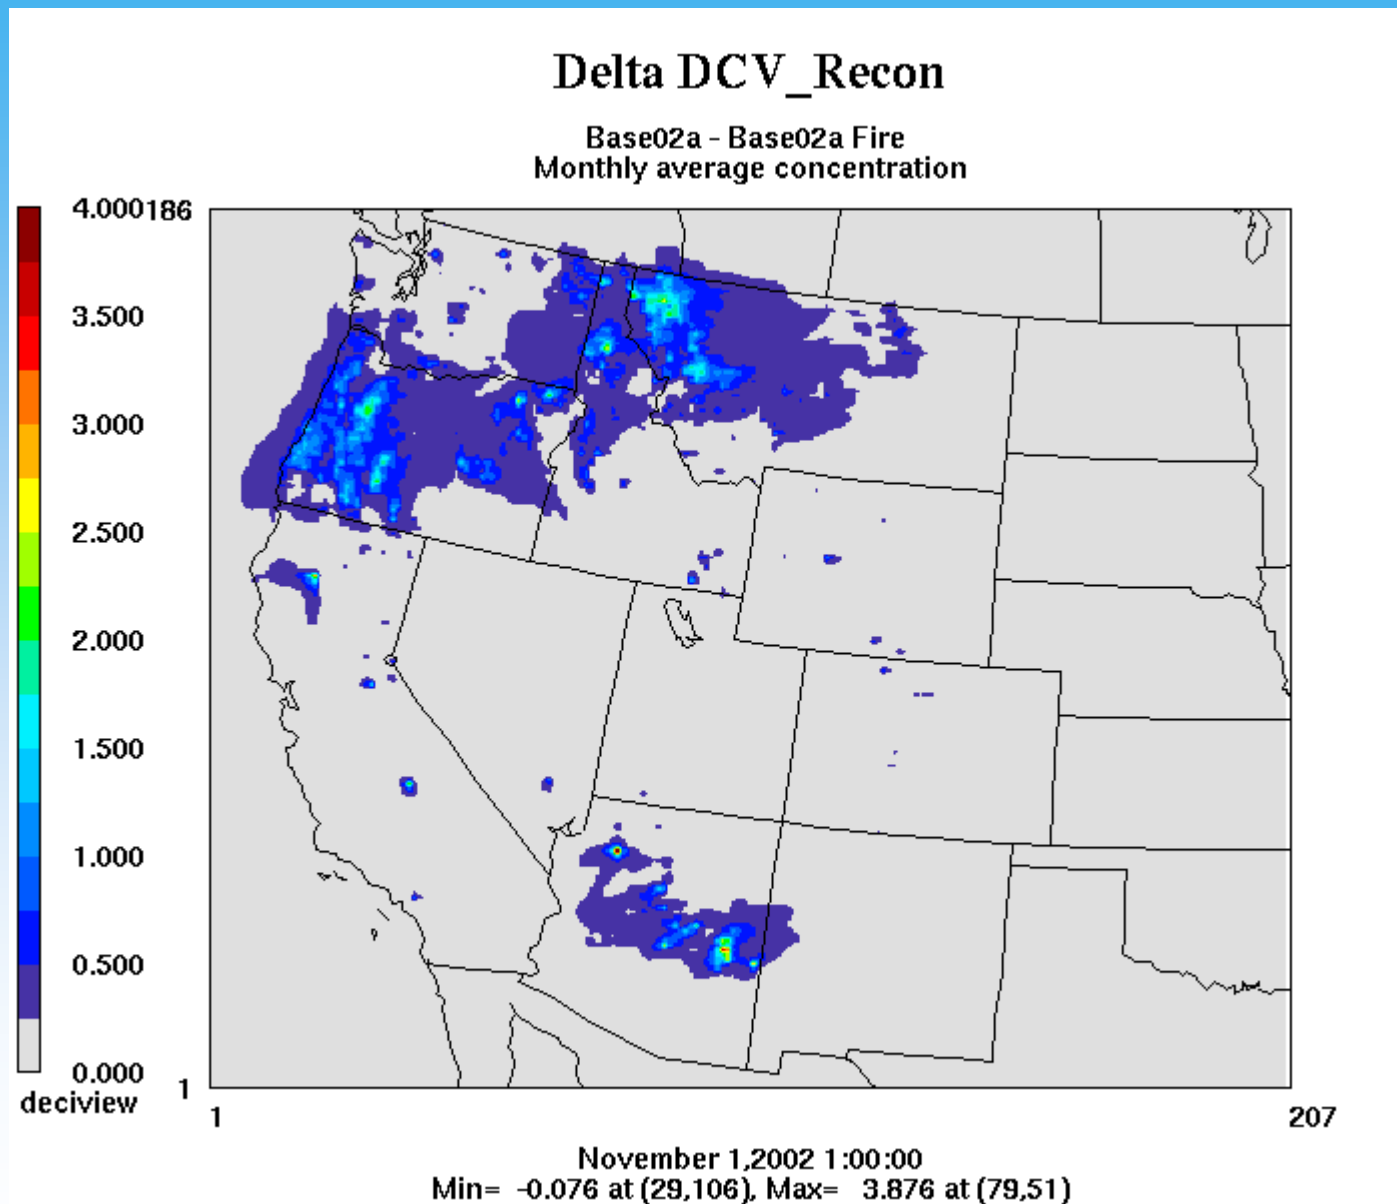 Delta DCV_Recon
Base02a - Base02a Fire
Monthly average concentration
4.000
186
3.500
3.000
2.500
2.000
1.500
1.000
0.500
0.000
deciview
1
1
207
November 1,2002 1:00:00
Min= -0.076 at (29,106), Max= 3.876 at (79,51)